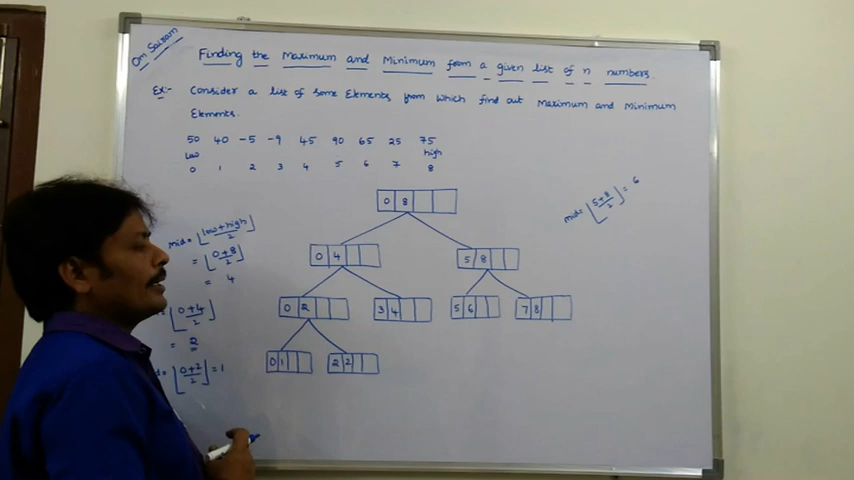 Om Sairam
Finding the Maximum and Minimum from a given list of n numbers.
Ex:- Consider a list of some Elements from which find out Maximum and Minimum
Elements.
50 40 -5 -9 45 90 65 25 75
low high
0 1 2 3 4 5 6 7 8
0 8
mid = ⌊5+8/2⌋ = 6
mid = ⌊low+high/2⌋
= ⌊0+8/2⌋
= 4
0 4
5 8
= ⌊0+4/2⌋
= 2
0 2
3 4
5 6
7 8
d = ⌊0+2/2⌋ = 1
0 1
2 2